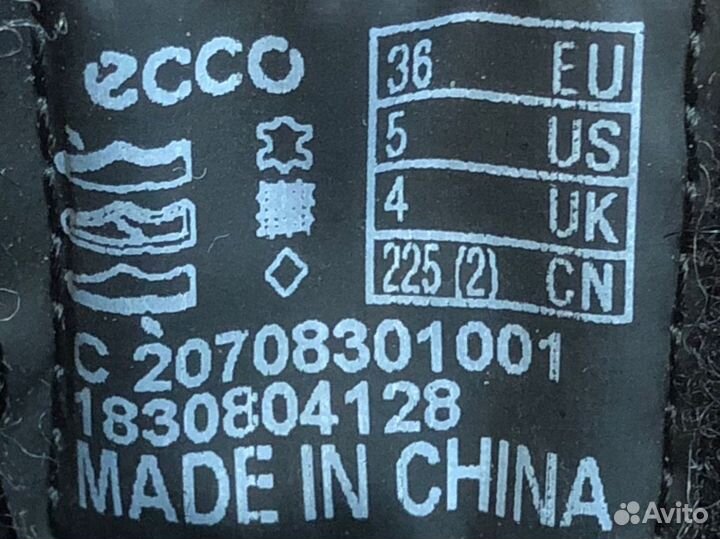 ecco
36 EU
5 US
4 UK
225 (2) CN
C 20708301001
1830804128
MADE IN CHINA
Avito